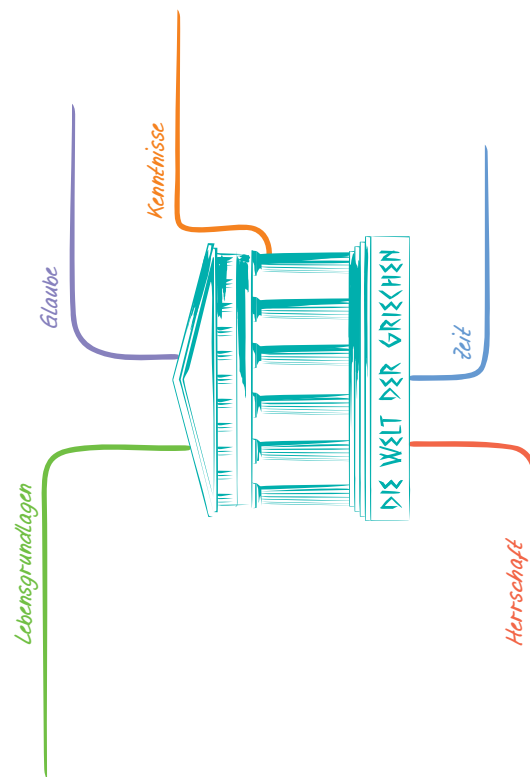 Lebensgrundlagen
Glaube
Kenntnisse
DIE WELT DER GRIECHEN
Zeit
Herrschaft